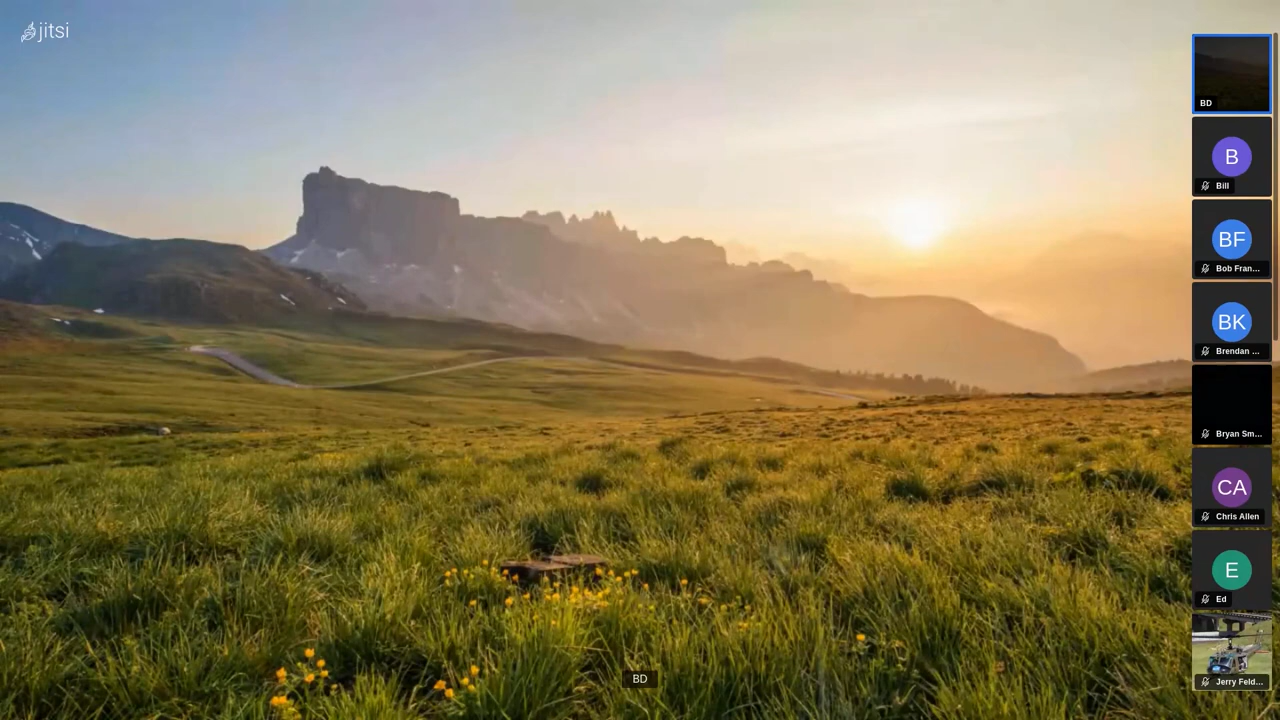 jitsi
BD
B
Bill
BF
Bob Fran...
BK
Brendan ...
Bryan Sm...
CA
Chris Allen
E
Ed
Jerry Feld...
BD